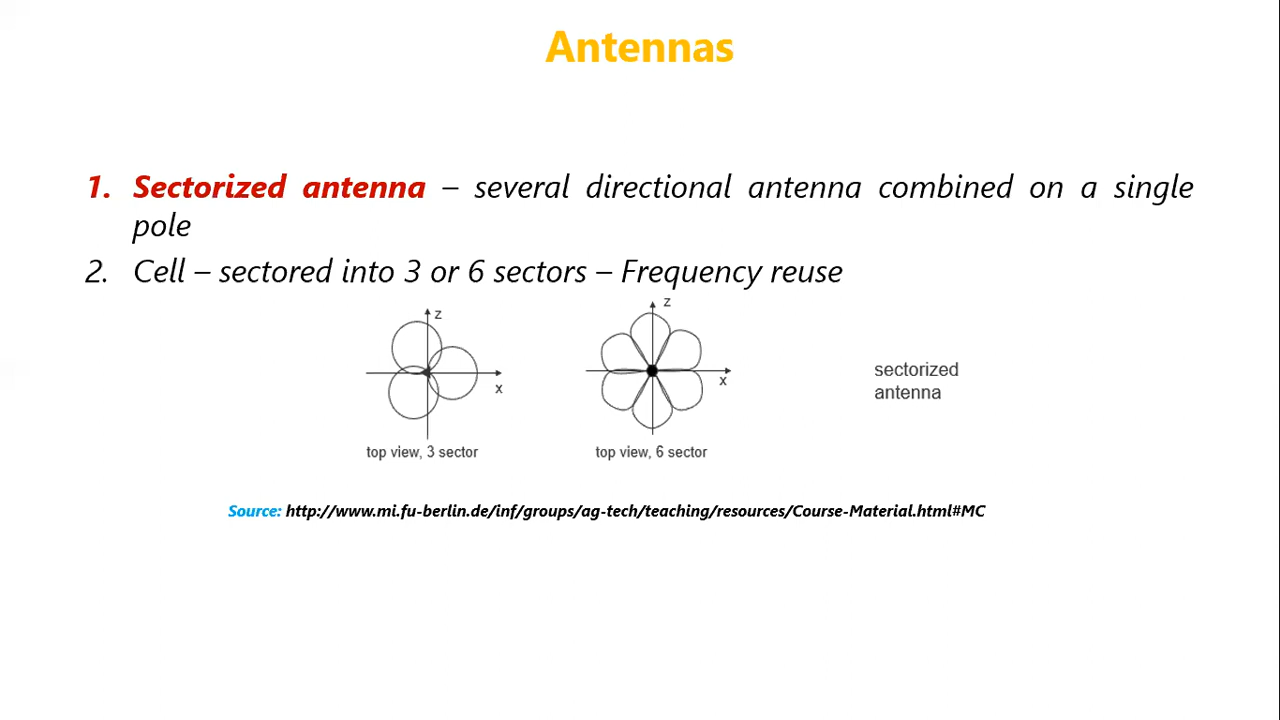 Antennas
1. Sectorized antenna – several directional antenna combined on a single
pole
2. Cell – sectored into 3 or 6 sectors – Frequency reuse
z
x
top view, 3 sector
z
x
top view, 6 sector
sectorized
antenna
Source: http://www.mi.fu-berlin.de/inf/groups/ag-tech/teaching/resources/Course-Material.html#MC